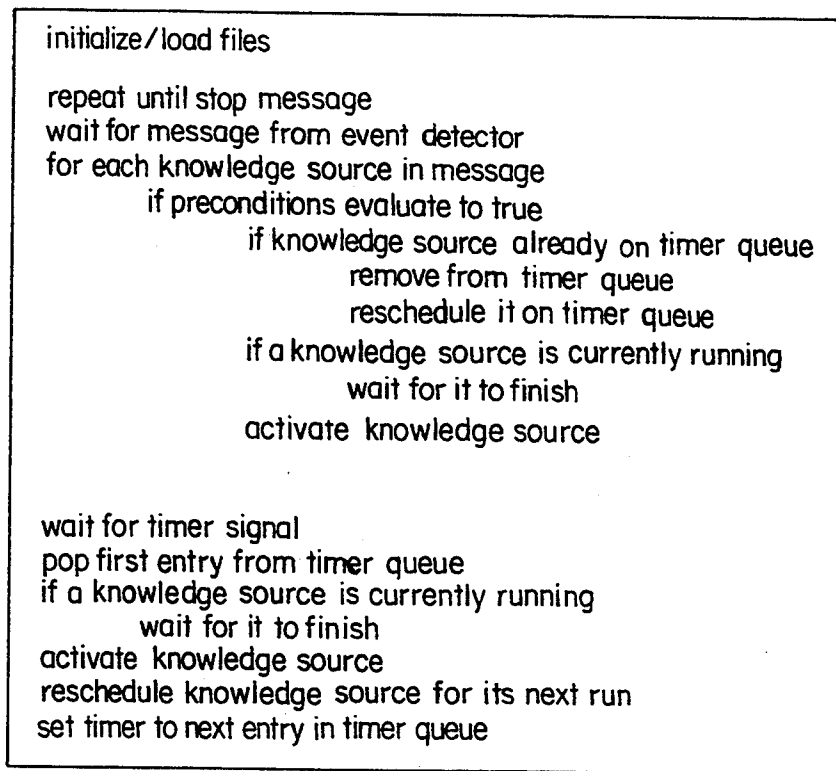 initialize/load files
repeat until stop message
wait for message from event detector
for each knowledge source in message
if preconditions evaluate to true
if knowledge source already on timer queue
remove from timer queue
reschedule it on timer queue
if a knowledge source is currently running
wait for it to finish
activate knowledge source
wait for timer signal
pop first entry from timer queue
if a knowledge source is currently running
wait for it to finish
activate knowledge source
reschedule knowledge source for its next run
set timer to next entry in timer queue